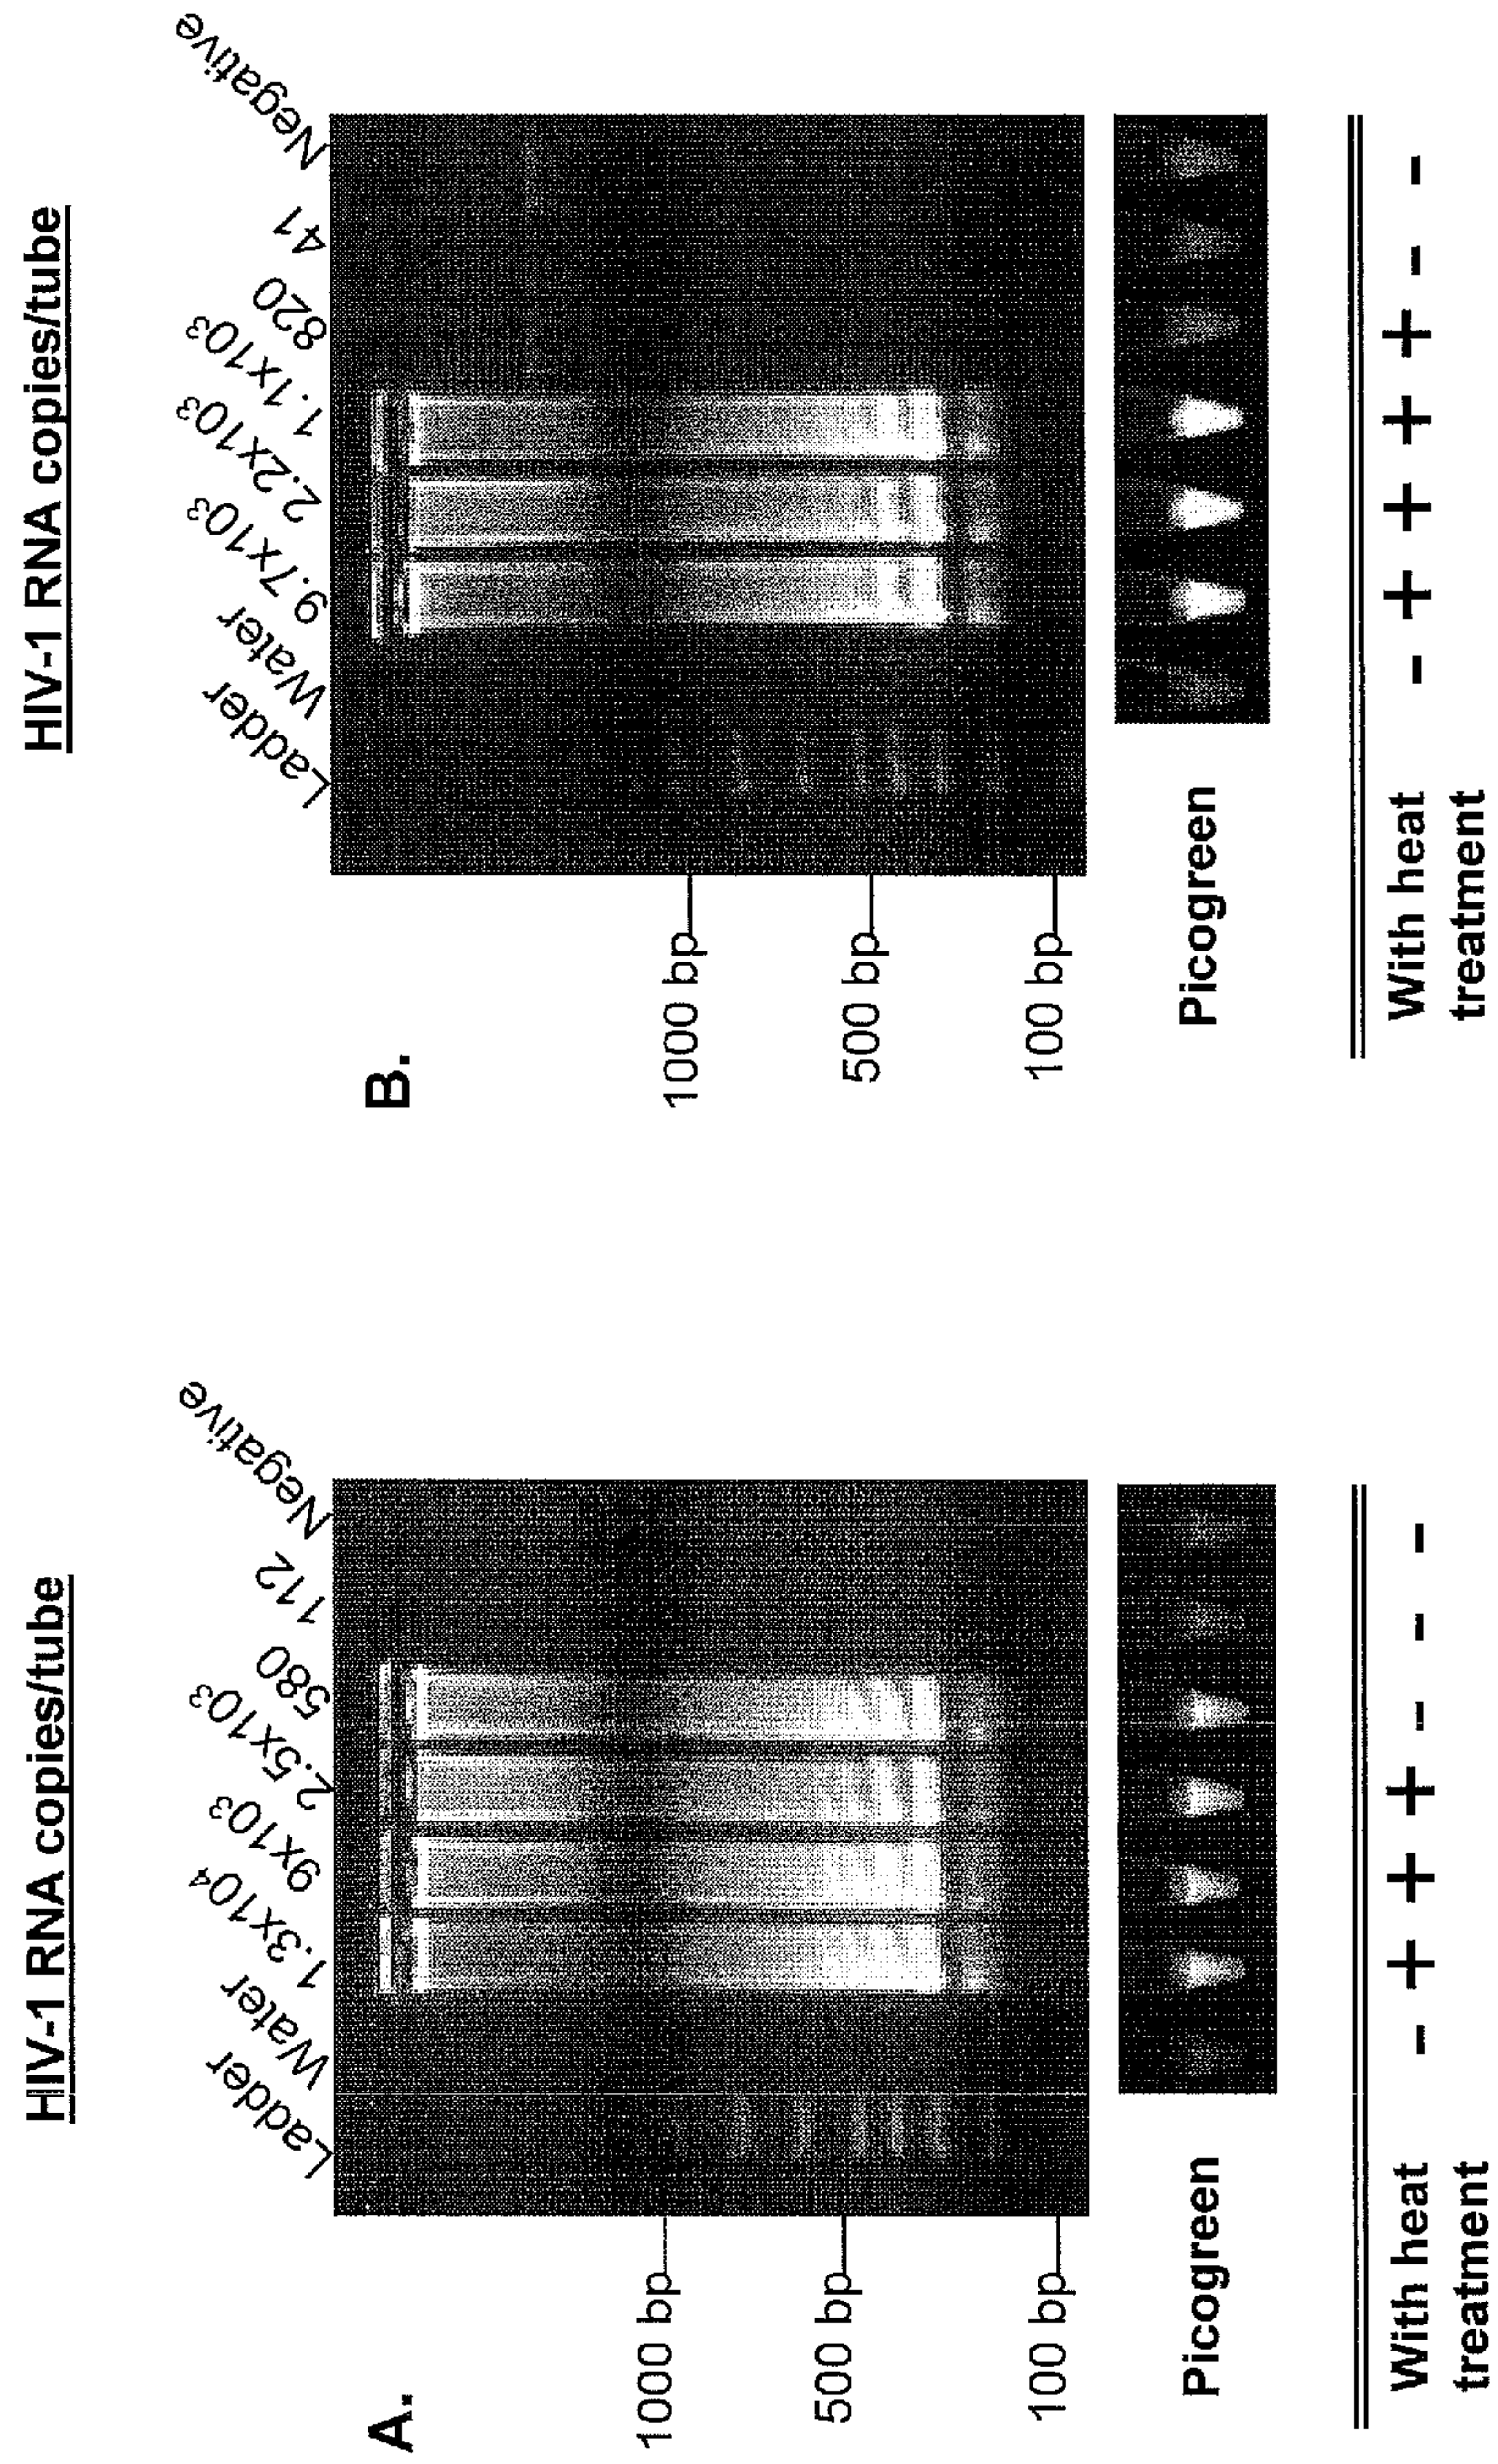 A.
HIV-1 RNA copies/tube
Ladder
Water
1.3x10⁴
9x10³
2.5x10³
580
112
Negative
1000 bp
500 bp
100 bp
Picogreen
With heat treatment
- + + + - - -
B.
HIV-1 RNA copies/tube
Ladder
Water
9.7x10³
2.2x10³
1.1x10³
820
41
Negative
1000 bp
500 bp
100 bp
Picogreen
With heat
treatment
- + + + + - -